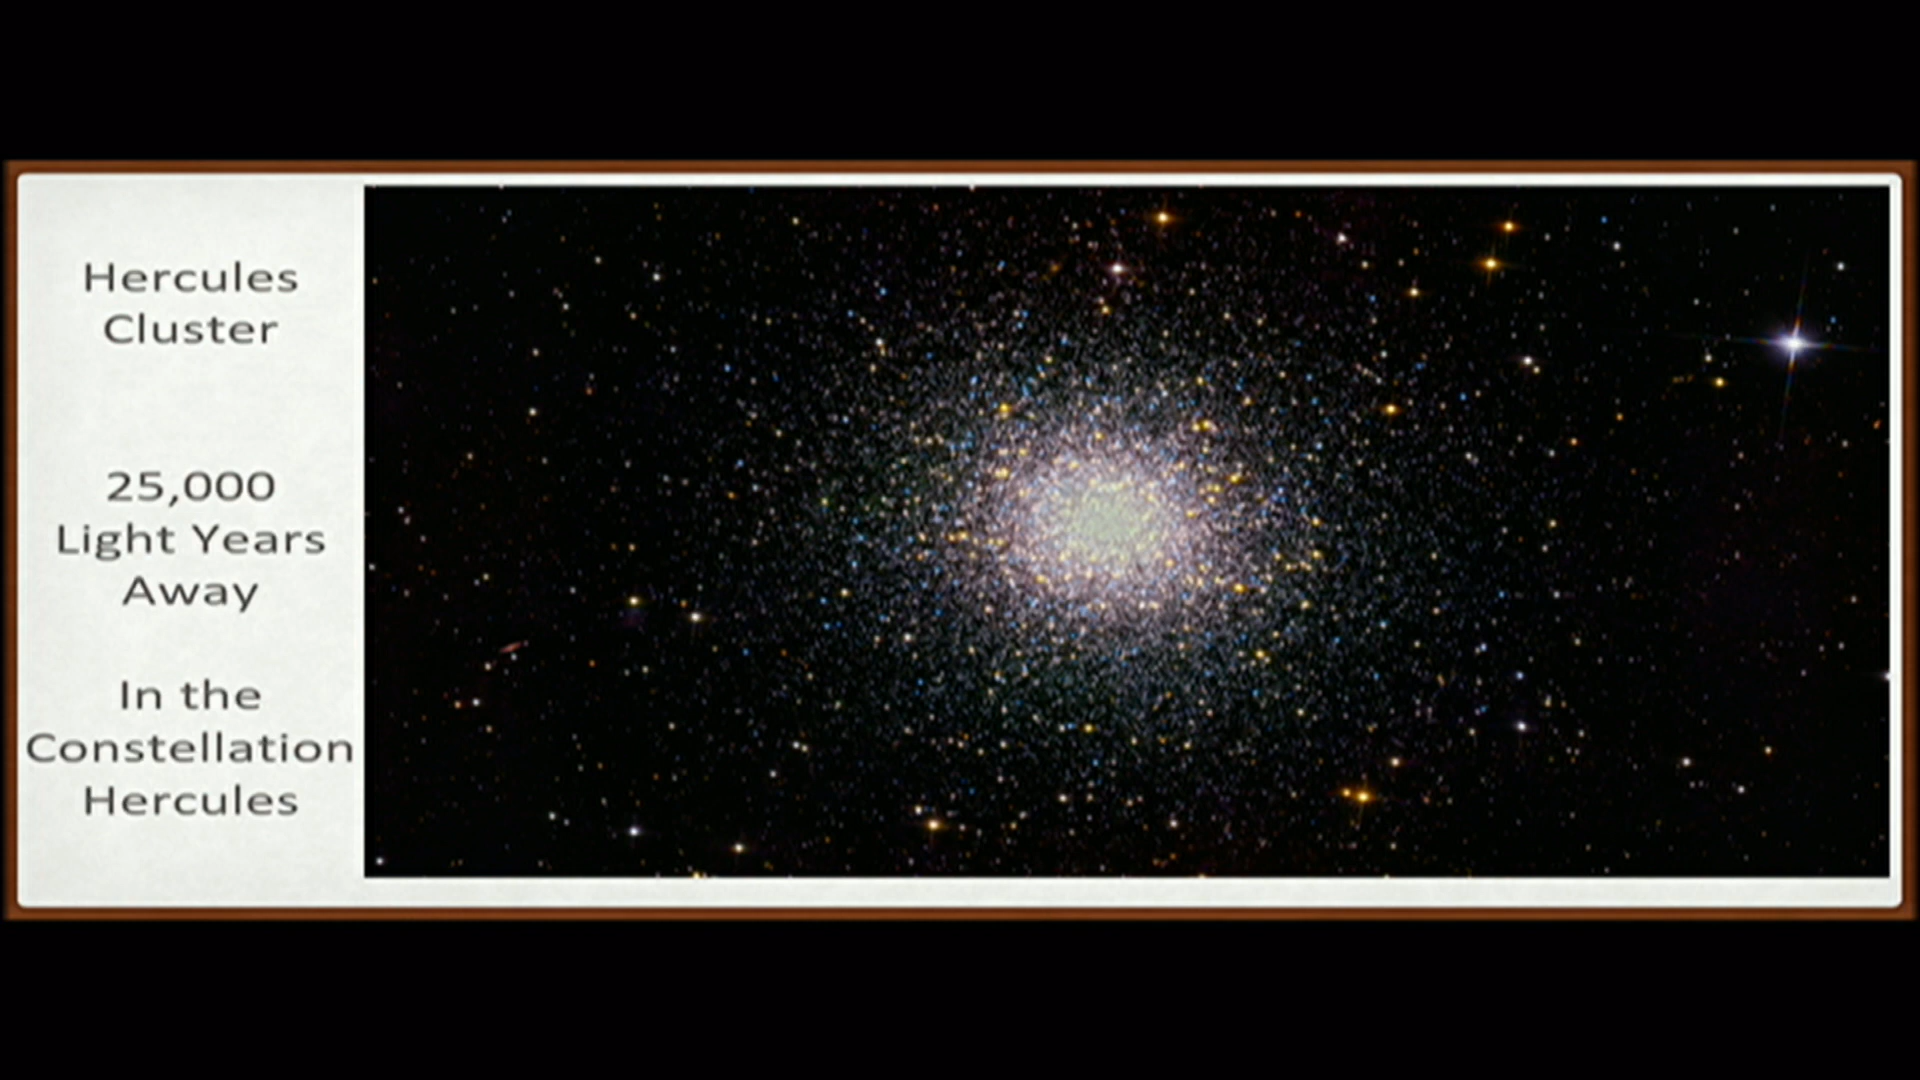 Hercules
Cluster
25,000
Light Years
Away
In the
Constellation
Hercules